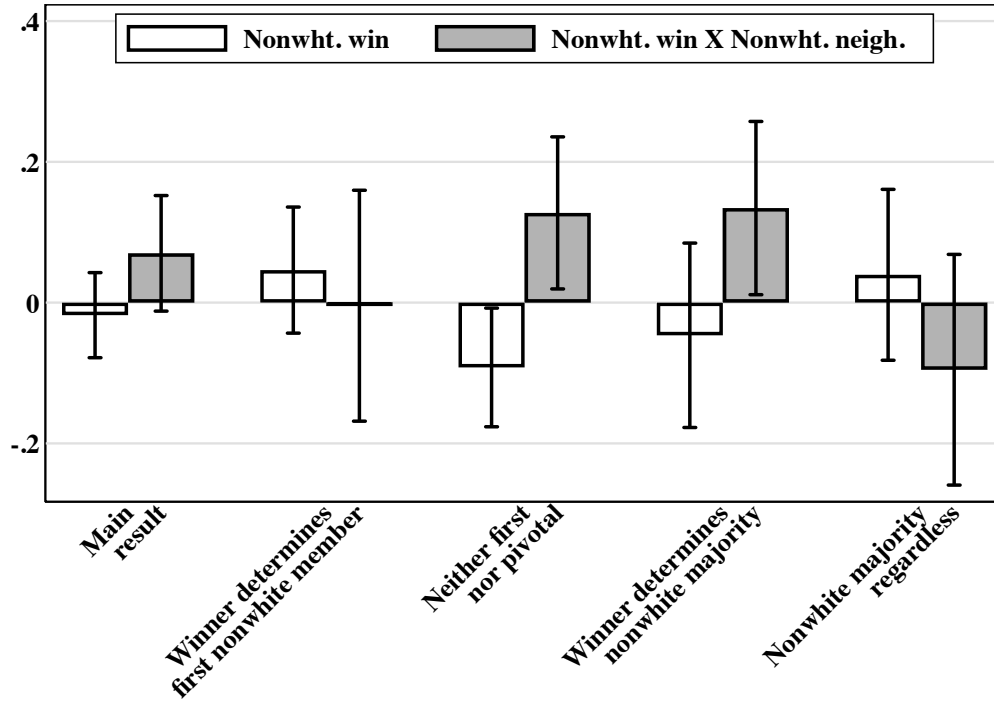 .4
Nonwht. win
Nonwht. win X Nonwht. neigh.
.2
0
-.2
Main
result
Winner determines
first nonwhite member
Neither first
nor pivotal
Winner determines
nonwhite majority
Nonwhite majority
regardless